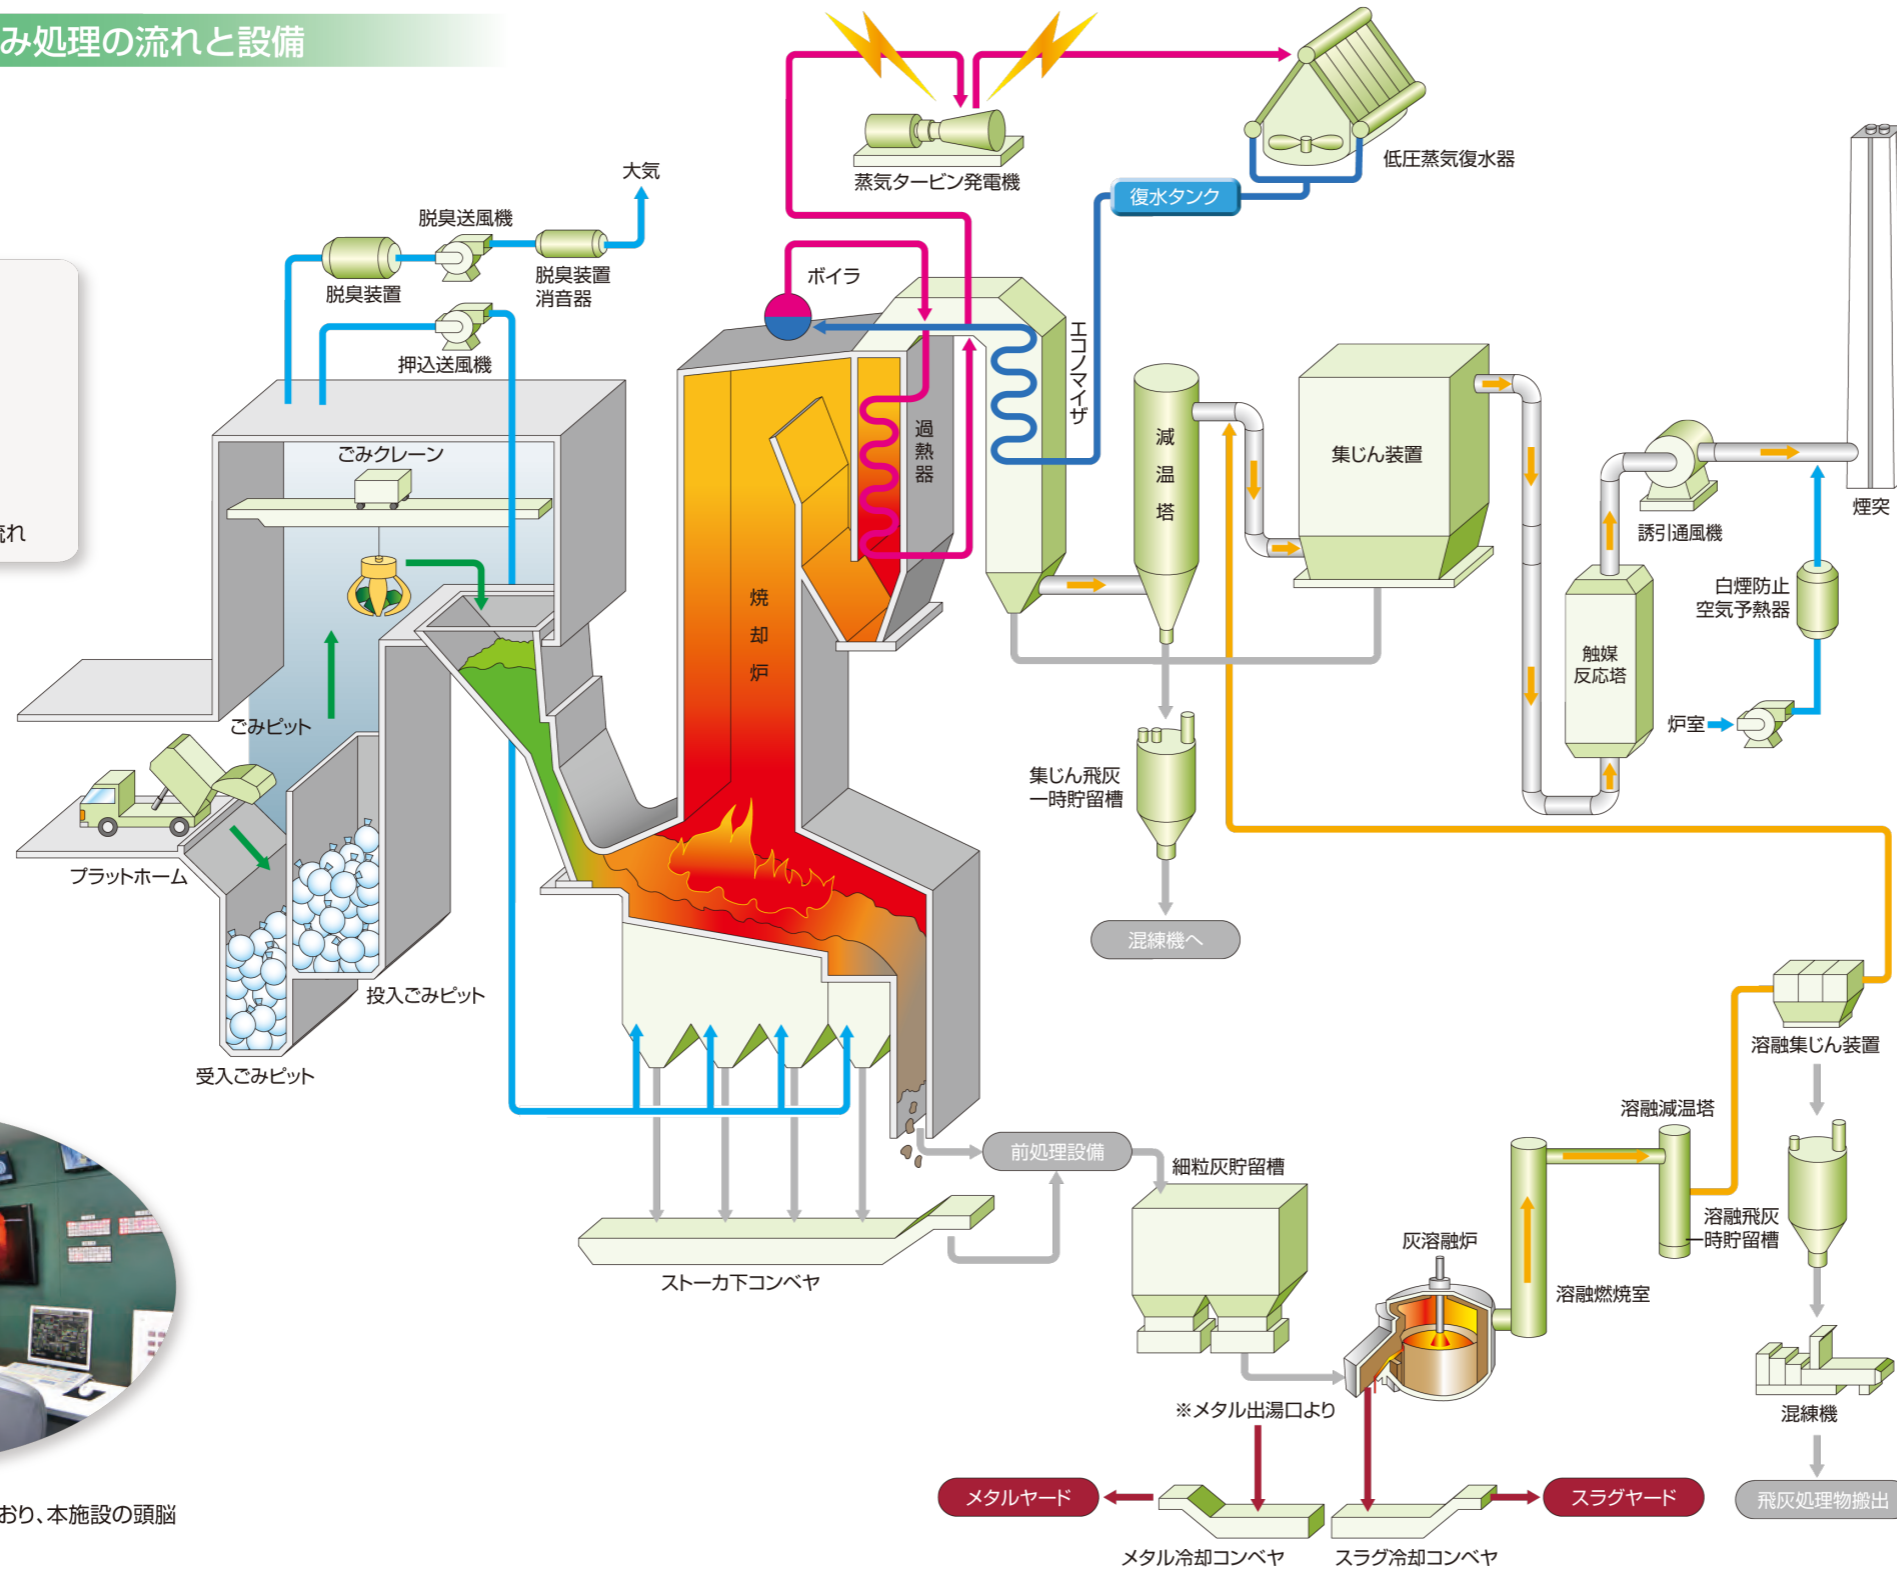 み処理の流れと設備
大気
脱臭送風機
脱臭装置
脱臭装置
消音器
押込送風機
蒸気タービン発電機
低圧蒸気復水器
復水タンク
ボイラ
エコノマイザ
過熱器
減温塔
集じん装置
煙突
誘引通風機
白煙防止
空気予熱器
触媒
反応塔
炉室
ごみクレーン
流れ
焼却炉
ごみピット
プラットホーム
投入ごみピット
受入ごみピット
集じん飛灰
一時貯留槽
混練機へ
溶融集じん装置
溶融減温塔
前処理設備
細粒灰貯留槽
溶融飛灰
一時貯留槽
灰溶融炉
溶融燃焼室
ストーカ下コンベヤ
※メタル出湯口より
混練機
メタルヤード
スラグヤード
飛灰処理物搬出
おり、本施設の頭脳
メタル冷却コンベヤ
スラグ冷却コンベヤ